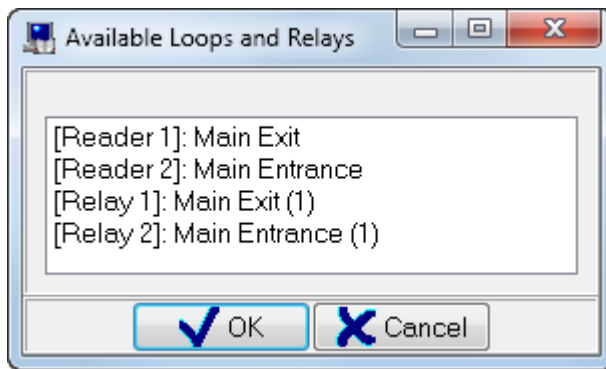 Available Loops and Relays
[Reader 1]: Main Exit
[Reader 2]: Main Entrance
[Relay 1]: Main Exit (1)
[Relay 2]: Main Entrance (1)
OK Cancel